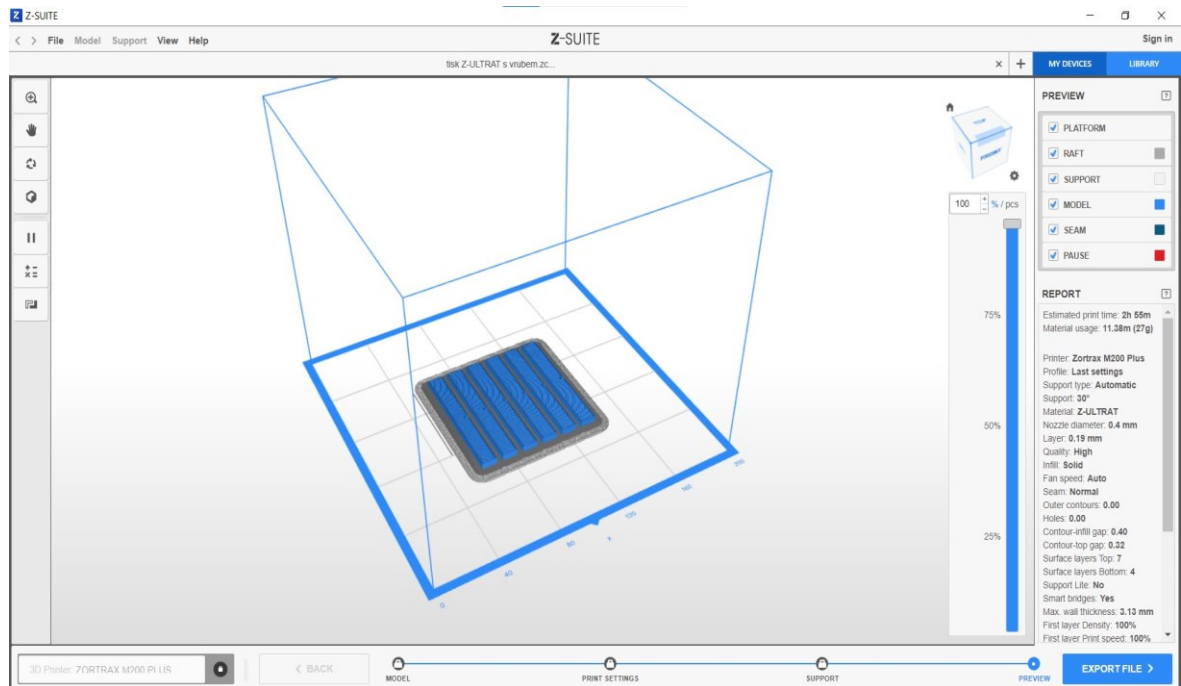 Z-SUITE
File Model Support View Help
Z-SUITE
Sign in
tisk Z-ULTRAT s vrubem.zc...
MY DEVICES
LIBRARY
PREVIEW
PLATFORM
RAFT
SUPPORT
MODEL
SEAM
PAUSE
TOP
FRONT
100 % / pcs
75%
50%
25%
0
40
80
x
120
160
200
REPORT
Estimated print time: 2h 55m
Material usage: 11.38m (27g)
Printer: Zortrax M200 Plus
Profile: Last settings
Support type: Automatic
Support: 30°
Material: Z-ULTRAT
Nozzle diameter: 0.4 mm
Layer: 0.19 mm
Quality: High
Infill: Solid
Fan speed: Auto
Seam: Normal
Outer contours: 0.00
Holes: 0.00
Contour-infill gap: 0.40
Contour-top gap: 0.32
Surface layers Top: 7
Surface layers Bottom: 4
Support Lite: No
Smart bridges: Yes
Max. wall thickness: 3.13 mm
First layer Density: 100%
First layer Print speed: 100%
3D Printer: ZORTRAX M200 PLUS
< BACK
MODEL
PRINT SETTINGS
SUPPORT
PREVIEW
EXPORT FILE >